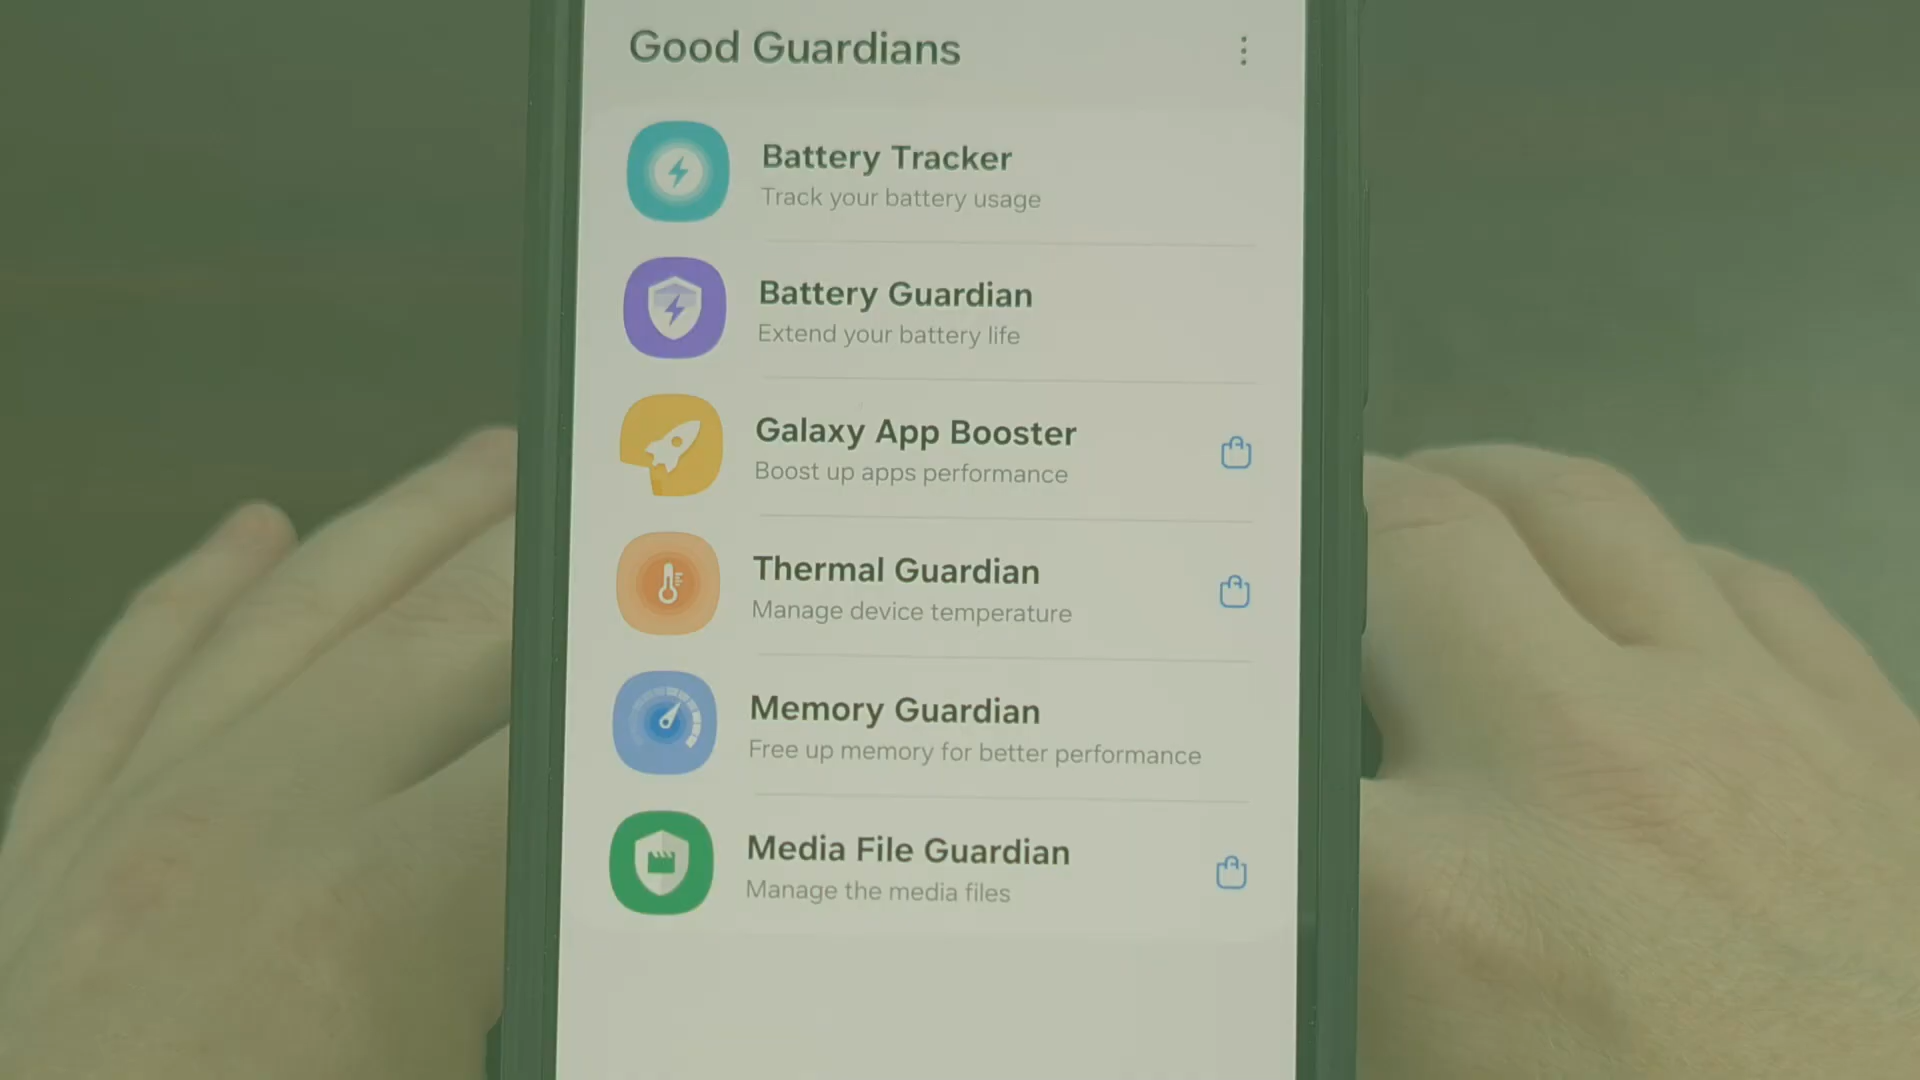 Good Guardians
Battery Tracker
Track your battery usage
Battery Guardian
Extend your battery life
Galaxy App Booster
Boost up apps performance
Thermal Guardian
Manage device temperature
Memory Guardian
Free up memory for better performance
Media File Guardian
Manage the media files